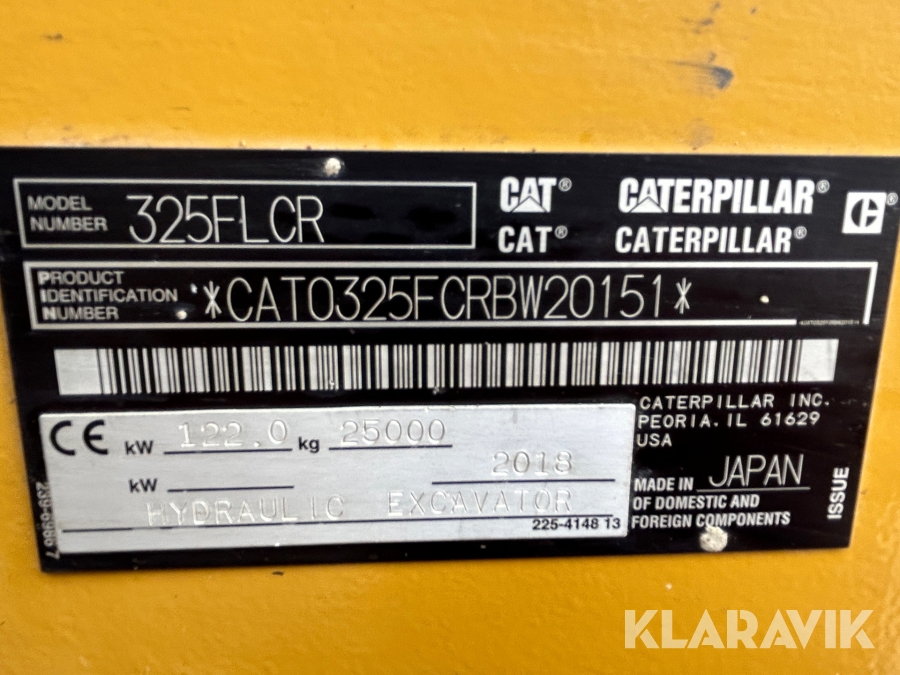 MODEL NUMBER 325FLCR
CAT® CATERPILLAR®
CAT® CATERPILLAR®
PRODUCT IDENTIFICATION NUMBER *CAT0325FCRBW20151*
CATERPILLAR INC.
PEORIA, IL 61629
USA
MADE IN JAPAN
OF DOMESTIC AND
FOREIGN COMPONENTS
ISSUE
CE kW 122.0 kg 25000
kW 2018
HYDRAULIC EXCAVATOR
225-4148 13
KLARAVIK